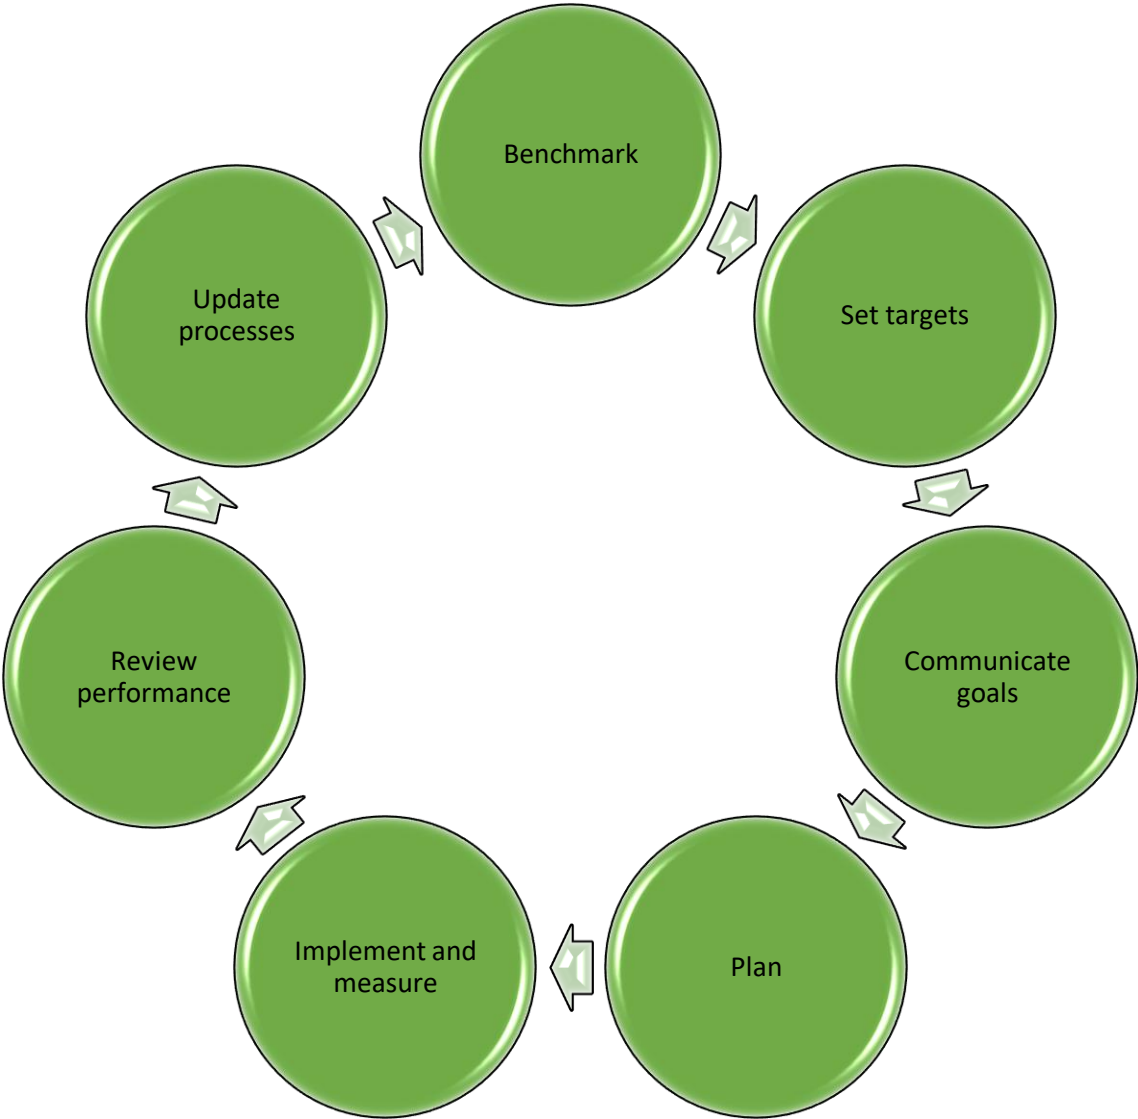 Benchmark
Set targets
Communicate
goals
Plan
Implement and
measure
Review
performance
Update
processes